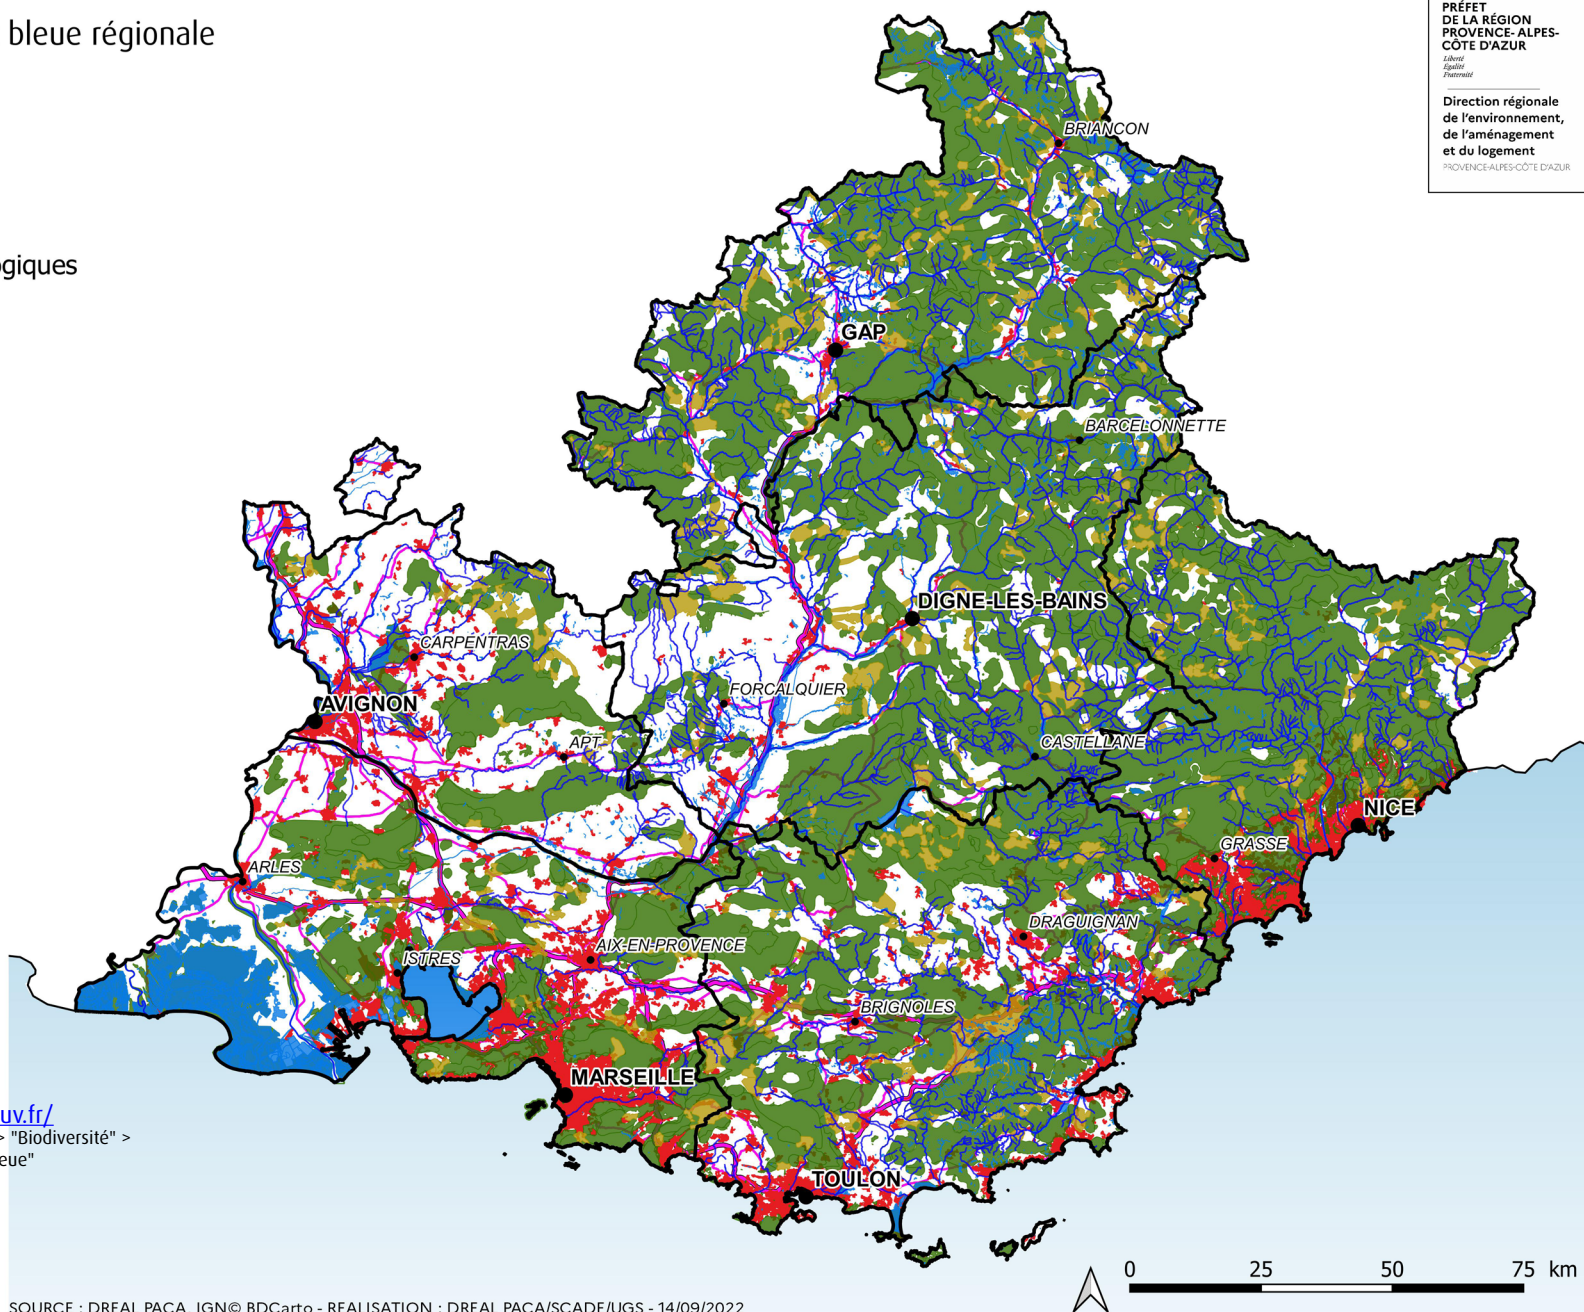 bleue régionale
PRÉFET
DE LA RÉGION
PROVENCE-ALPES-
CÔTE D'AZUR
Liberté
Égalité
Fraternité
Direction régionale
de l'environnement,
de l'aménagement
et du logement
PROVENCE-ALPES-CÔTE D'AZUR
BRIANCON
giques
GAP
BARCELONNETTE
DIGNE-LES-BAINS
CARPENTRAS
FORCALQUIER
AVIGNON
APT
CASTELLANE
NICE
GRASSE
ARLES
DRAGUIGNAN
AIX-EN-PROVENCE
ISTRES
BRIGNOLES
MARSEILLE
uv.fr/
> "Biodiversité" >
eue"
TOULON
0 25 50 75 km
SOURCE : DREAL PACA, IGN© BDCarto - REALISATION : DREAL PACA/SCADE/UGS - 14/09/2022